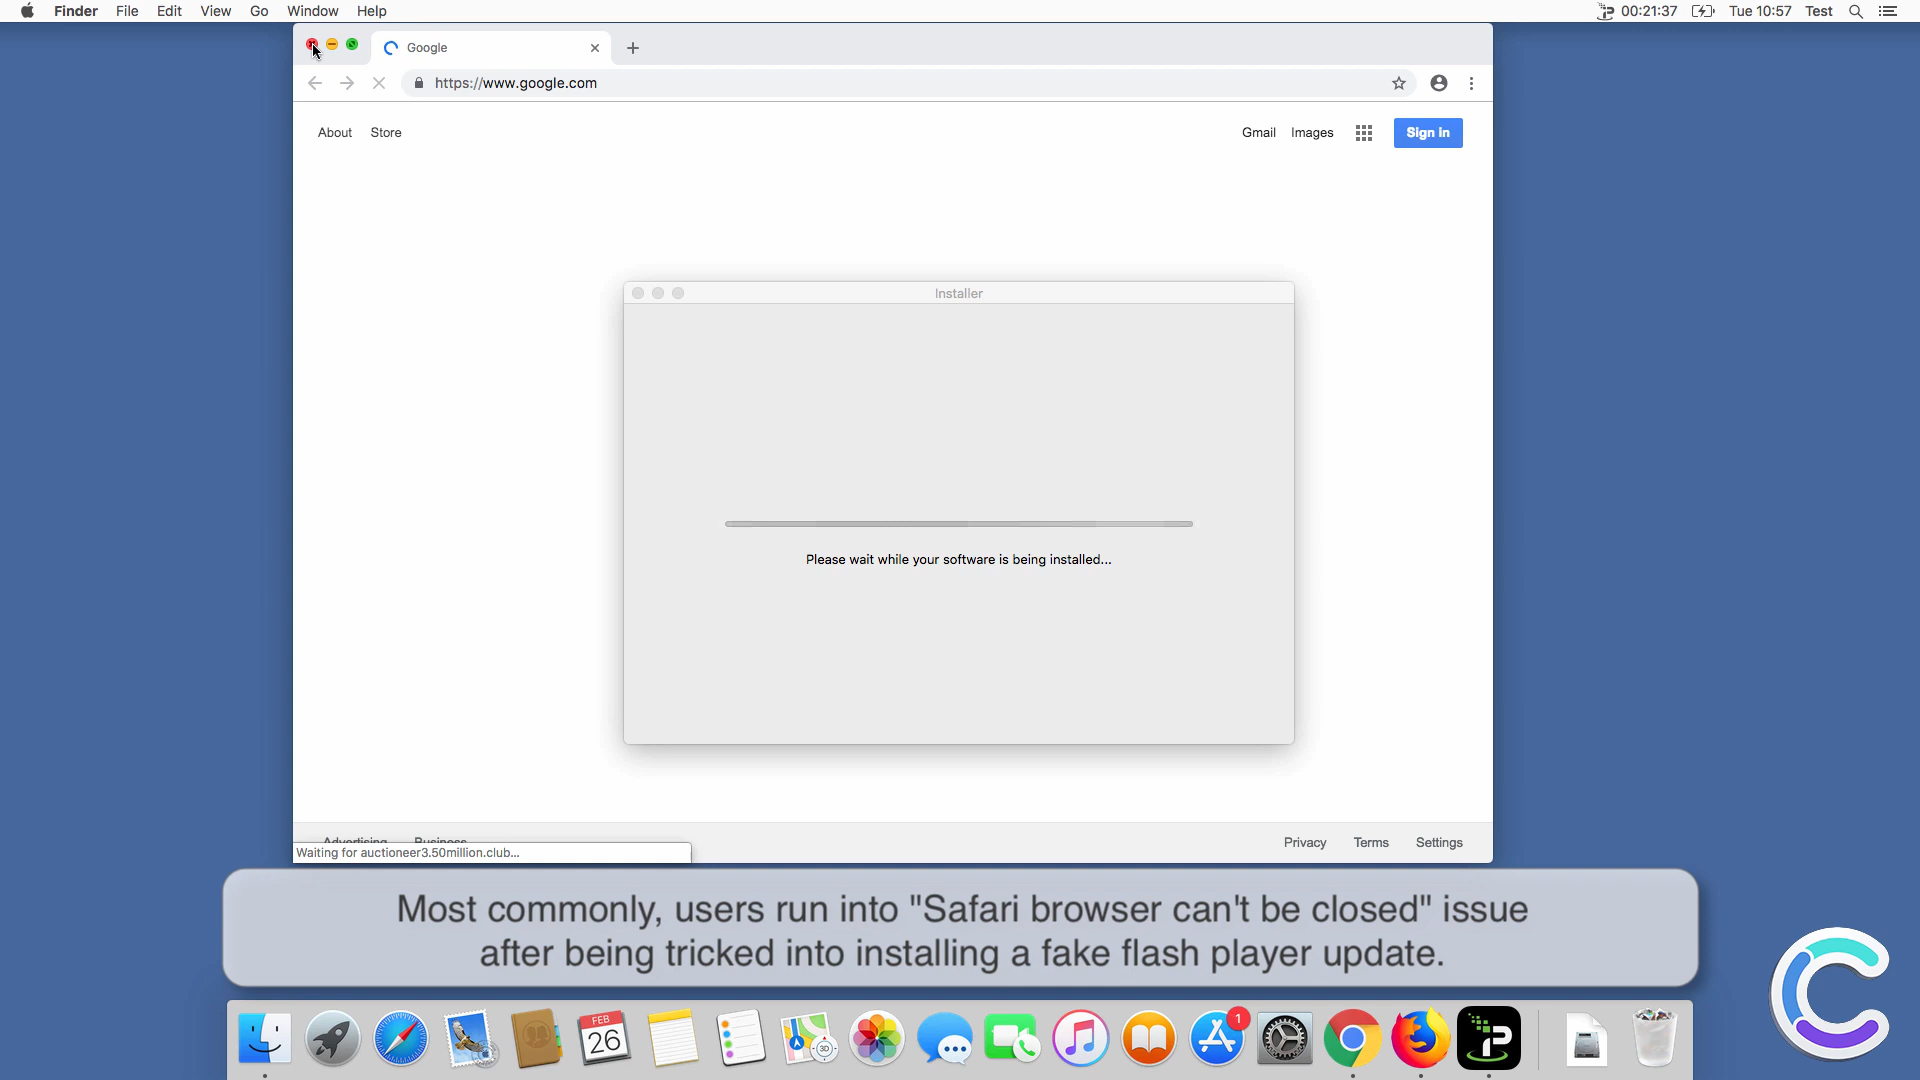 Finder File Edit View Go Window Help 00:21:37 Tue 10:57 Test
Google
https://www.google.com
About Store Gmail Images Sign in
Installer
Please wait while your software is being installed...
Advertising Business Privacy Terms Settings
Waiting for auctioneer3.50million.club...
Most commonly, users run into "Safari browser can't be closed" issue
after being tricked into installing a fake flash player update.
FEB
26
3D
1